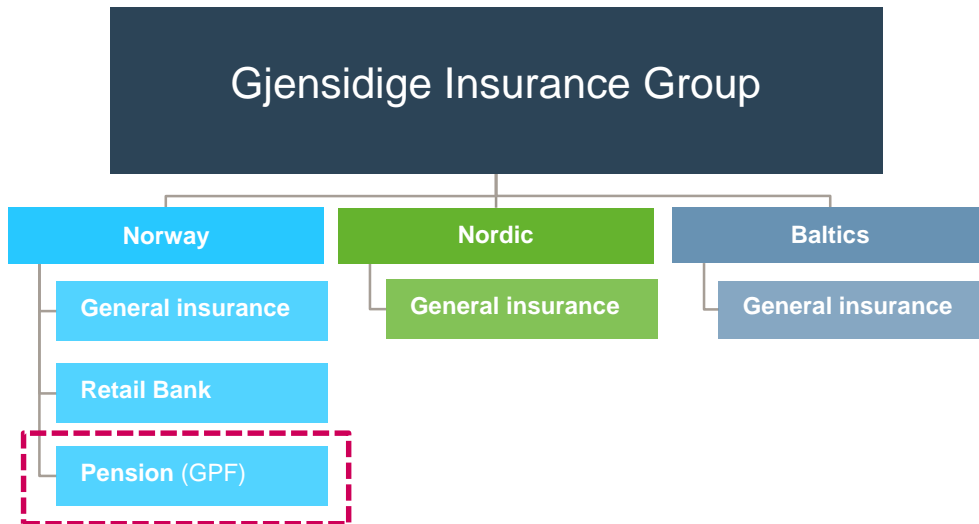 Gjensidige Insurance Group
Norway
General insurance
Retail Bank
Pension (GPF)
Nordic
General insurance
Baltics
General insurance